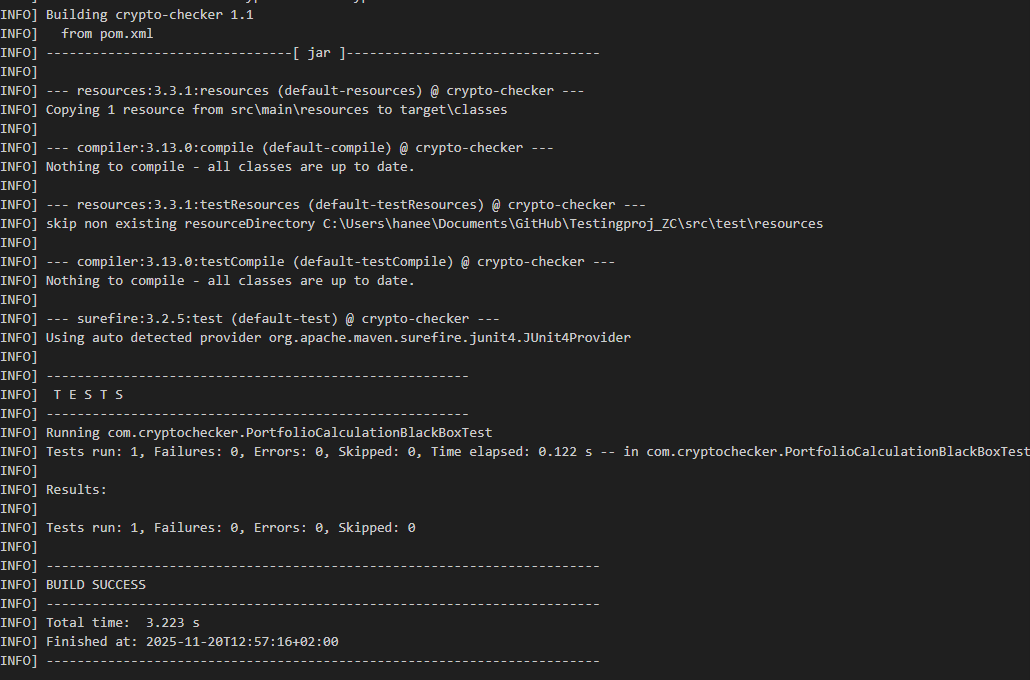 INFO] Building crypto-checker 1.1
INFO]   from pom.xml
INFO] --------------------------------[ jar ]---------------------------------
INFO]
INFO] --- resources:3.3.1:resources (default-resources) @ crypto-checker ---
INFO] Copying 1 resource from src\main\resources to target\classes
INFO]
INFO] --- compiler:3.13.0:compile (default-compile) @ crypto-checker ---
INFO] Nothing to compile - all classes are up to date.
INFO]
INFO] --- resources:3.3.1:testResources (default-testResources) @ crypto-checker ---
INFO] skip non existing resourceDirectory C:\Users\hanee\Documents\GitHub\Testingproj_ZC\src\test\resources
INFO]
INFO] --- compiler:3.13.0:testCompile (default-testCompile) @ crypto-checker ---
INFO] Nothing to compile - all classes are up to date.
INFO]
INFO] --- surefire:3.2.5:test (default-test) @ crypto-checker ---
INFO] Using auto detected provider org.apache.maven.surefire.junit4.JUnit4Provider
INFO]
INFO] -------------------------------------------------------
INFO]  T E S T S
INFO] -------------------------------------------------------
INFO] Running com.cryptochecker.PortfolioCalculationBlackBoxTest
INFO] Tests run: 1, Failures: 0, Errors: 0, Skipped: 0, Time elapsed: 0.122 s -- in com.cryptochecker.PortfolioCalculationBlackBoxTest
INFO]
INFO] Results:
INFO]
INFO] Tests run: 1, Failures: 0, Errors: 0, Skipped: 0
INFO]
INFO] ------------------------------------------------------------------------
INFO] BUILD SUCCESS
INFO] ------------------------------------------------------------------------
INFO] Total time:  3.223 s
INFO] Finished at: 2025-11-20T12:57:16+02:00
INFO] ------------------------------------------------------------------------